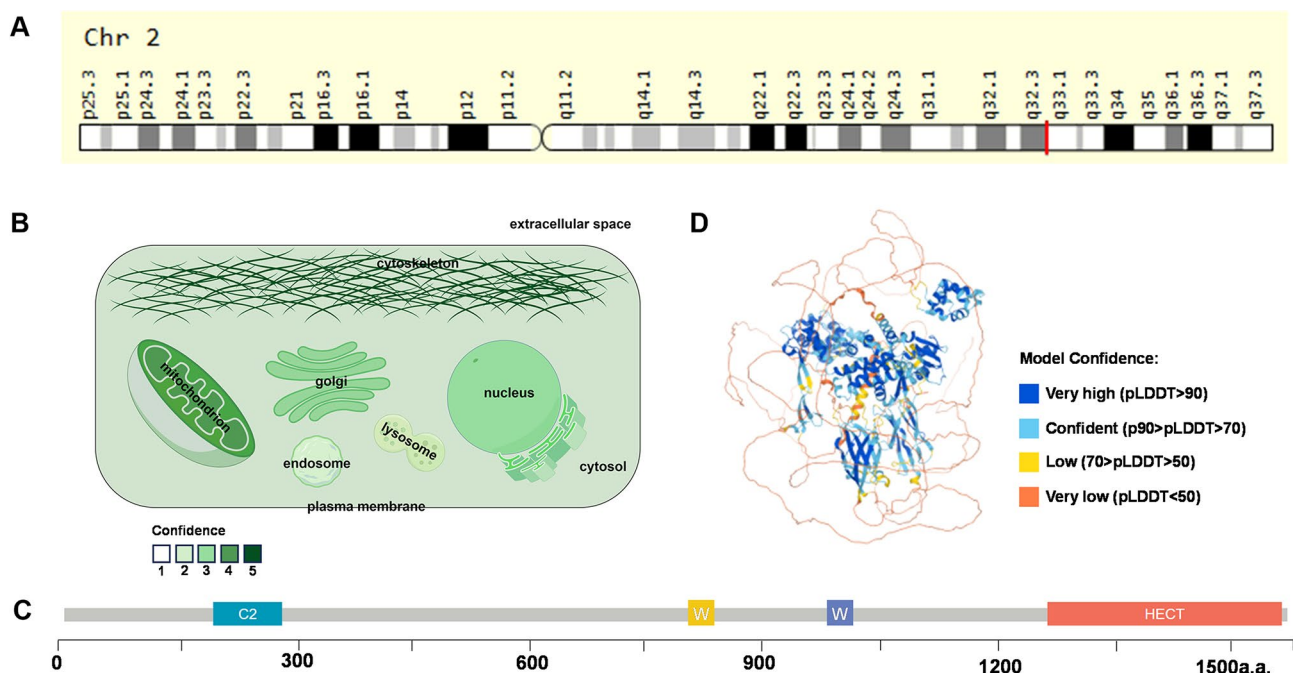 A
Chr 2
p25.3 p25.1 p24.3 p24.1 p23.3 p22.3 p21 p16.3 p16.1 p14 p12 p11.2 q11.2 q14.1 q14.3 q22.1 q22.3 q23.3 q24.1 q24.2 q24.3 q31.1 q32.1 q32.3 q33.1 q33.3 q34 q35 q36.1 q36.3 q37.1 q37.3
B
extracellular space
cytoskeleton
mitochondrion
golgi
nucleus
lysosome
endosome
cytosol
plasma membrane
Confidence
1 2 3 4 5
D
Model Confidence:
Very high (pLDDT>90)
Confident (p90>pLDDT>70)
Low (70>pLDDT>50)
Very low (pLDDT<50)
C
C2 W W HECT
0 300 600 900 1200 1500a.a.